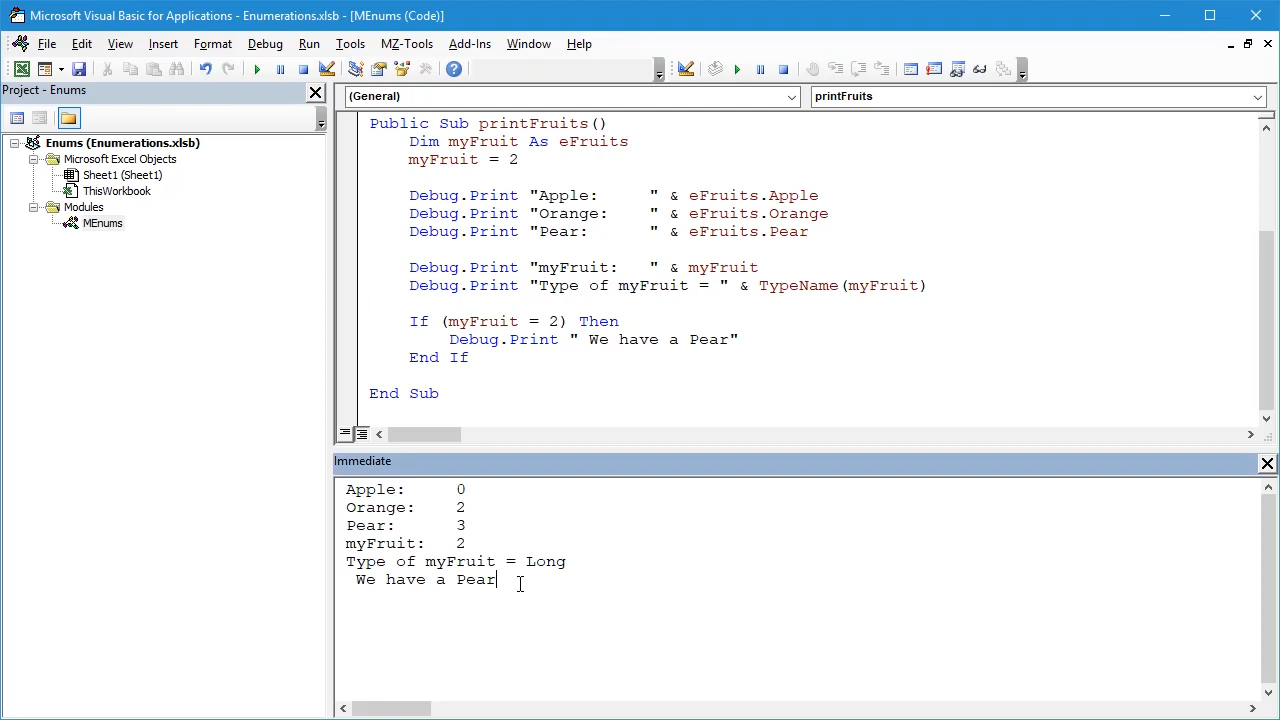 Microsoft Visual Basic for Applications - Enumerations.xlsb - [MEnums (Code)]
File Edit View Insert Format Debug Run Tools MZ-Tools Add-Ins Window Help
Project - Enums
(General) printFruits
Enums (Enumerations.xlsb)
Microsoft Excel Objects
Sheet1 (Sheet1)
ThisWorkbook
Modules
MEnums
Public Sub printFruits()
Dim myFruit As eFruits
myFruit = 2
Debug.Print "Apple:     " & eFruits.Apple
Debug.Print "Orange:    " & eFruits.Orange
Debug.Print "Pear:      " & eFruits.Pear
Debug.Print "myFruit:   " & myFruit
Debug.Print "Type of myFruit = " & TypeName(myFruit)
If (myFruit = 2) Then
Debug.Print " We have a Pear"
End If
End Sub
Immediate
Apple:     0
Orange:    2
Pear:      3
myFruit:   2
Type of myFruit = Long
We have a Pear